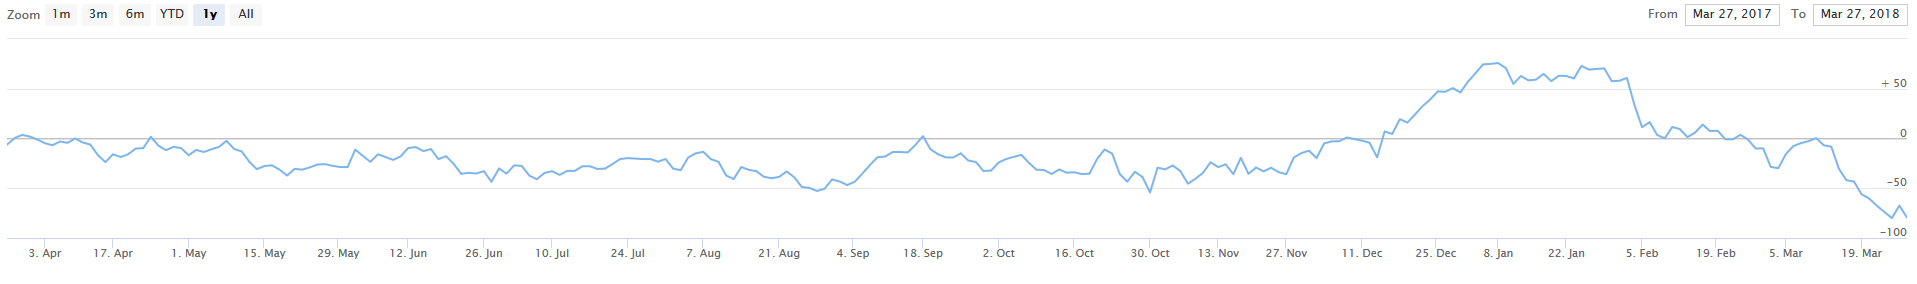 Zoom 1m 3m 6m YTD 1y All From Mar 27, 2017 To Mar 27, 2018
+ 50
0
-50
-100
3. Apr 17. Apr 1. May 15. May 29. May 12. Jun 26. Jun 10. Jul 24. Jul 7. Aug 21. Aug 4. Sep 18. Sep 2. Oct 16. Oct 30. Oct 13. Nov 27. Nov 11. Dec 25. Dec 8. Jan 22. Jan 5. Feb 19. Feb 5. Mar 19. Mar